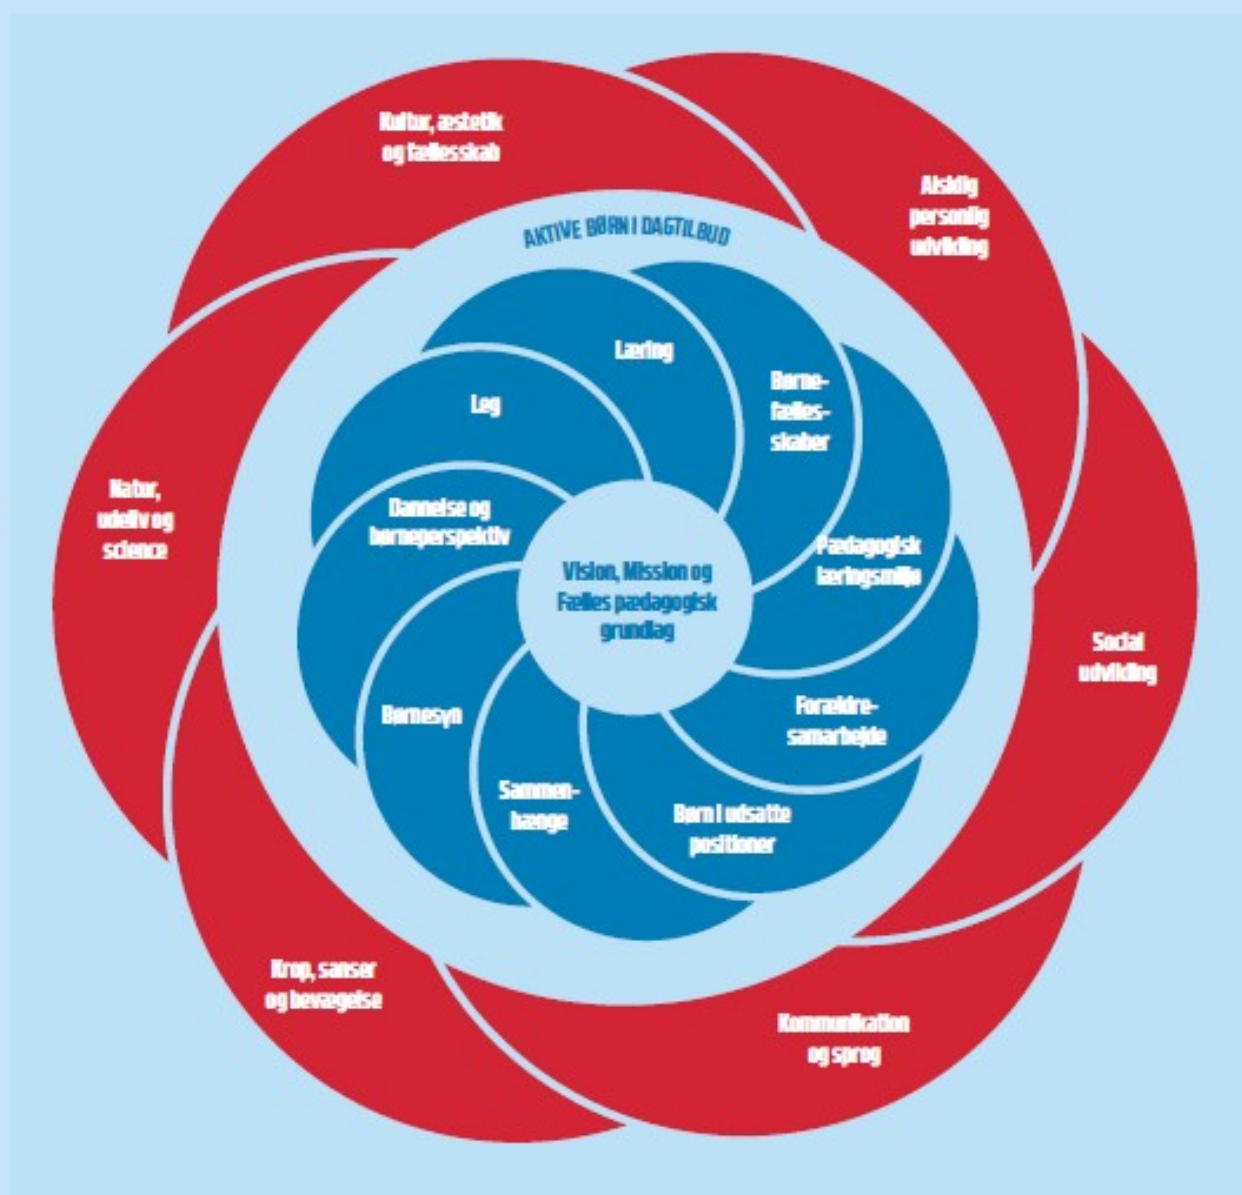 Kultur, æstetik
og fællesskab
Alsidig
personlig
udvikling
AKTIVE BØRN I DAGTILBUD
Læring
Børne-
fælles-
skaber
Leg
Natur,
udeliv og
science
Dannelse og
børneperspektiv
Pædagogisk
læringsmiljø
Vision, Mission og
Fælles pædagogisk
grundlag
Social
udvikling
Børnesyn
Forældre-
samarbejde
Sammen-
hænge
Børn i udsatte
positioner
Krop, sanser
og bevægelse
Kommunikation
og sprog